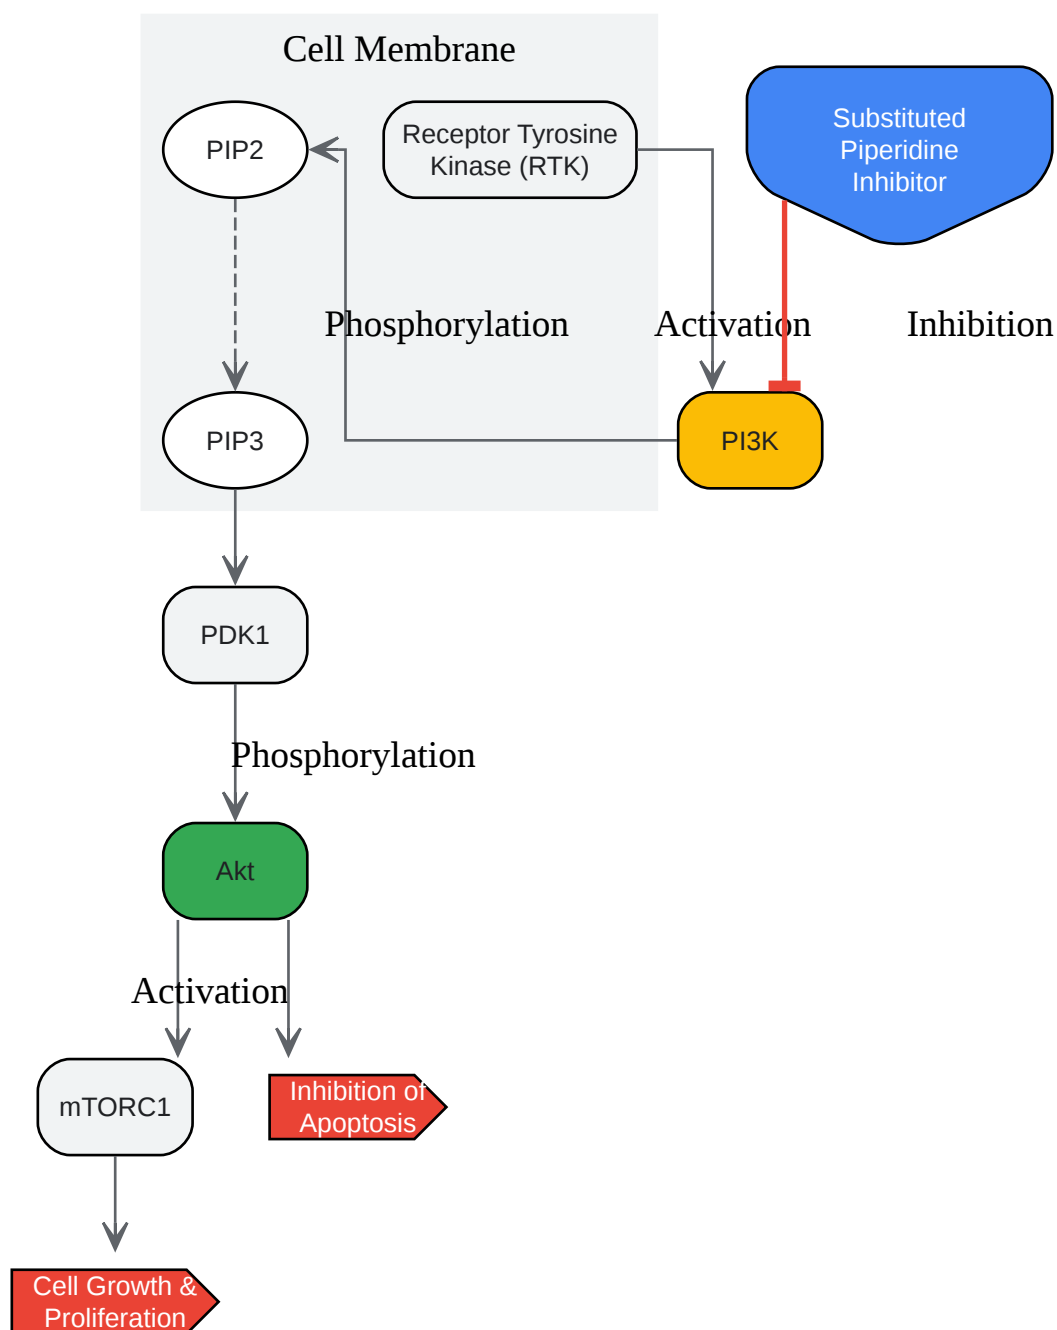 Cell Membrane
PIP2
Receptor Tyrosine
Kinase (RTK)
Substituted
Piperidine
Inhibitor
Phosphorylation
Activation
Inhibition
PIP3
PI3K
PDK1
Phosphorylation
Akt
Activation
mTORC1
Inhibition of
Apoptosis
Cell Growth &
Proliferation